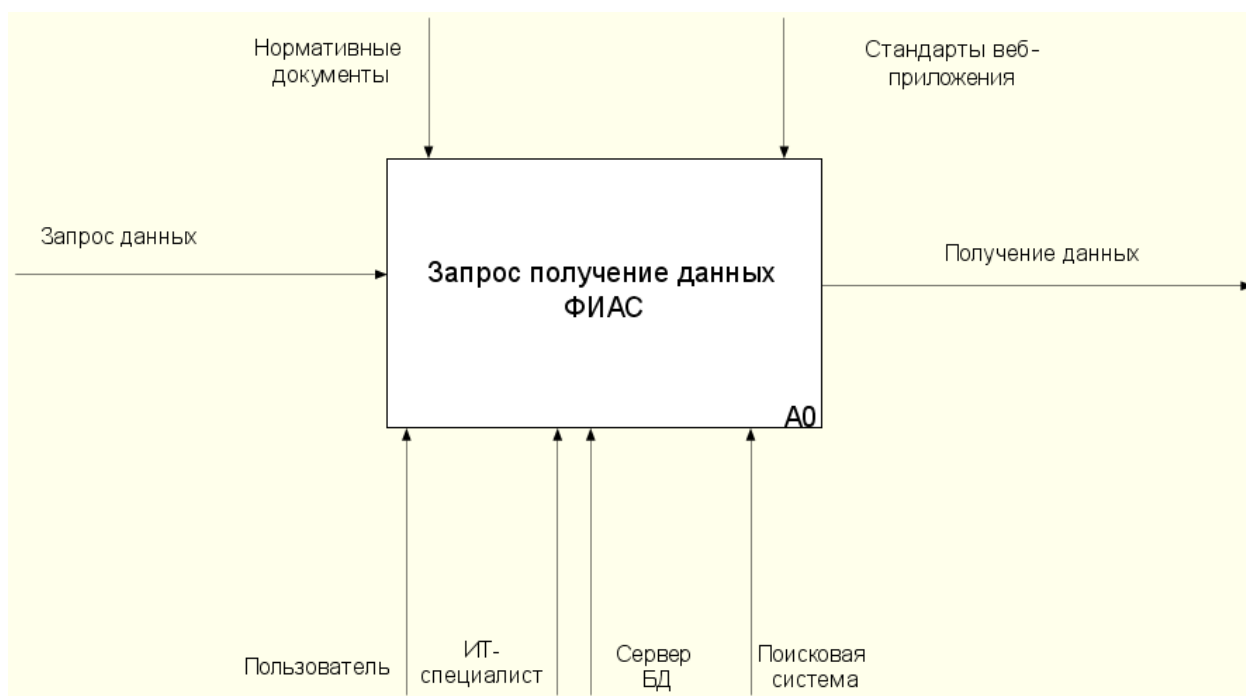 Нормативные
документы
Стандарты веб-
приложения
Запрос данных
Запрос получение данных
ФИАС
Получение данных
A0
Пользователь
ИТ-
специалист
Сервер
БД
Поисковая
система